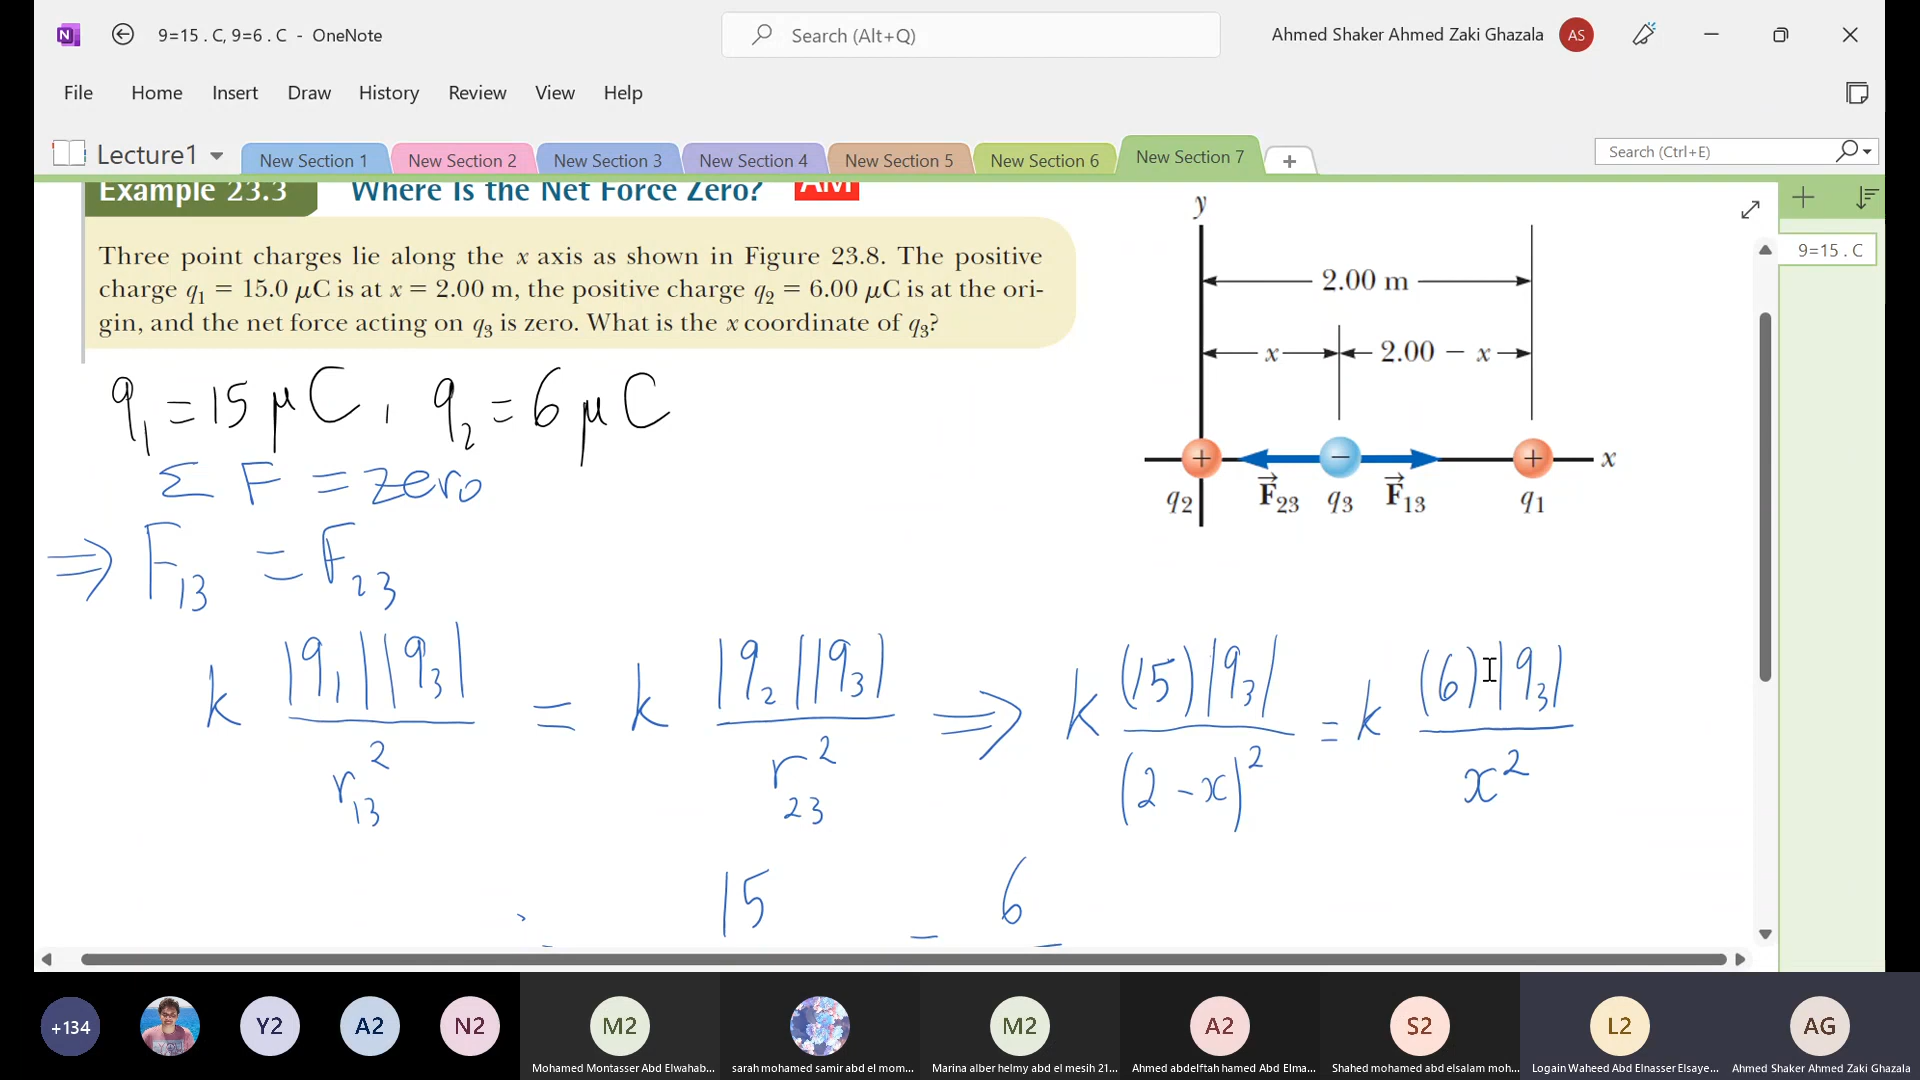 9=15 . C, 9=6 . C - OneNote
Search (Alt+Q)
Ahmed Shaker Ahmed Zaki Ghazala
AS
File Home Insert Draw History Review View Help
Lecture1
New Section 1
New Section 2
New Section 3
New Section 4
New Section 5
New Section 6
New Section 7
+
Search (Ctrl+E)
9=15 . C
Example 23.3 Where Is the Net Force Zero? AM
Three point charges lie along the x axis as shown in Figure 23.8. The positive
charge q₁ = 15.0 μC is at x = 2.00 m, the positive charge q₂ = 6.00 μC is at the ori-
gin, and the net force acting on q₃ is zero. What is the x coordinate of q₃?
y
2.00 m
x 2.00 − x
+ − + x
q₂ F⃗₂₃ q₃ F⃗₁₃ q₁
q₁ = 15 μC , q₂ = 6 μC
Σ F = zero
⇒ F₁₃ = F₂₃
k |q₁||q₃| / r₁₃² = k |q₂||q₃| / r₂₃² ⇒ k (15)|q₃| / (2 - x)² = k (6)|q₃| / x²
15 = 6
+134
Y2
A2
N2
M2
M2
A2
S2
L2
AG
Mohamed Montasser Abd Elwahab...
sarah mohamed samir abd el mom...
Marina alber helmy abd el mesih 21...
Ahmed abdelftah hamed Abd Elma...
Shahed mohamed abd elsalam moh...
Logain Waheed Abd Elnasser Elsaye...
Ahmed Shaker Ahmed Zaki Ghazala